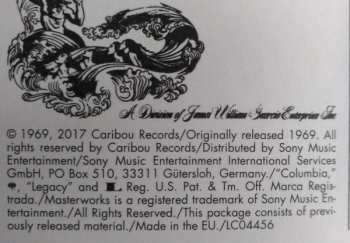 A Division of James William Guercio Enterprises Inc.
© 1969, 2017 Caribou Records/Originally released 1969. All
rights reserved by Caribou Records/Distributed by Sony Music
Entertainment/Sony Music Entertainment International Services
GmbH, PO Box 510, 33311 Gütersloh, Germany./"Columbia,"
, "Legacy" and L Reg. U.S. Pat. & Tm. Off. Marca Regis-
trada./Masterworks is a registered trademark of Sony Music En-
tertainment./All Rights Reserved./This package consists of previ-
ously released material./Made in the EU./LC04456